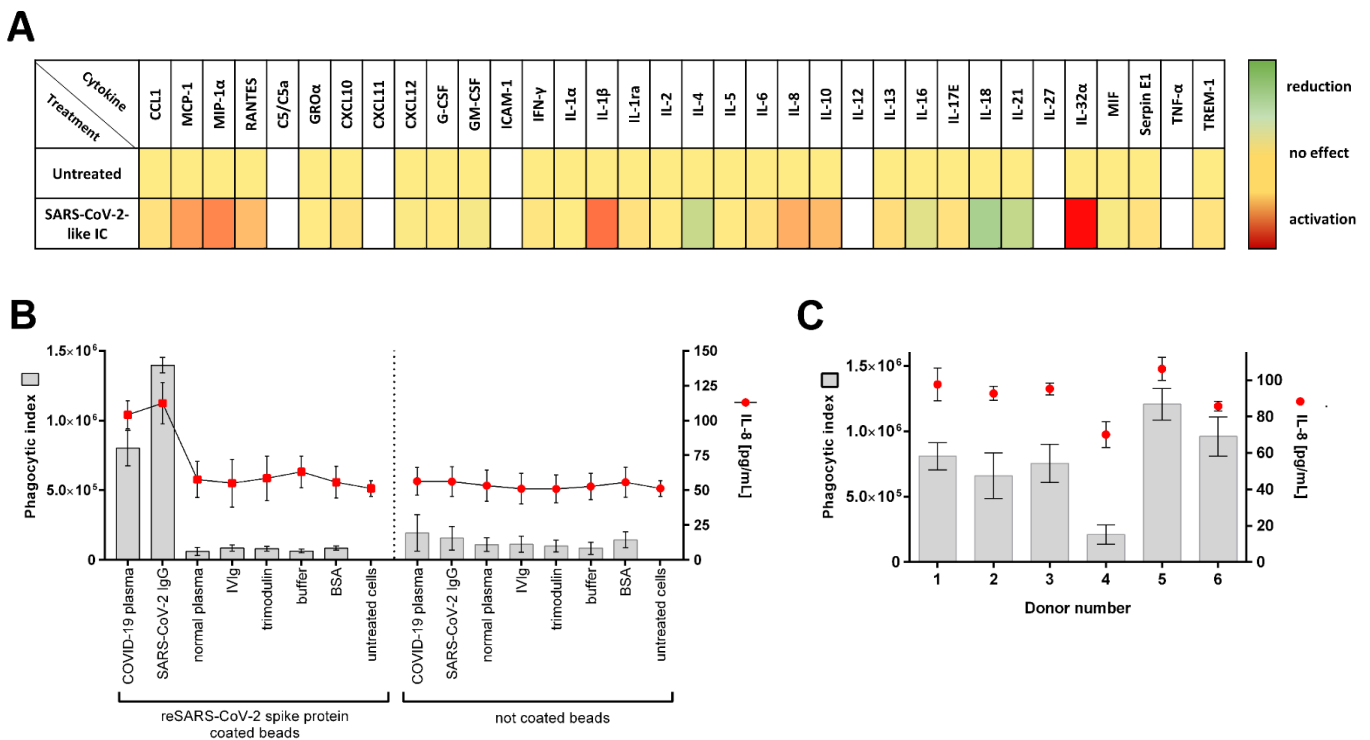 A
Cytokine
Treatment
CCL1
MCP-1
MIP-1α
RANTES
C5/C5a
GROα
CXCL10
CXCL11
CXCL12
G-CSF
GM-CSF
ICAM-1
IFN-γ
IL-1α
IL-1β
IL-1ra
IL-2
IL-4
IL-5
IL-6
IL-8
IL-10
IL-12
IL-13
IL-16
IL-17E
IL-18
IL-21
IL-27
IL-32α
MIF
Serpin E1
TNF-α
TREM-1
Untreated
SARS-CoV-2-
like IC
reduction
no effect
activation
B
Phagocytic index
1.5×10⁶
1.0×10⁶
5.0×10⁵
0
150
125
100
75
50
25
0
IL-8 [pg/mL]
COVID-19 plasma
SARS-CoV-2 IgG
normal plasma
IVIg
trimodulin
buffer
BSA
untreated cells
COVID-19 plasma
SARS-CoV-2 IgG
normal plasma
IVIg
trimodulin
buffer
BSA
untreated cells
reSARS-CoV-2 spike protein
coated beads
not coated beads
C
Phagocytic index
1.5×10⁶
1.0×10⁶
5.0×10⁵
0
100
80
60
40
20
0
IL-8 [pg/mL]
1 2 3 4 5 6
Donor number